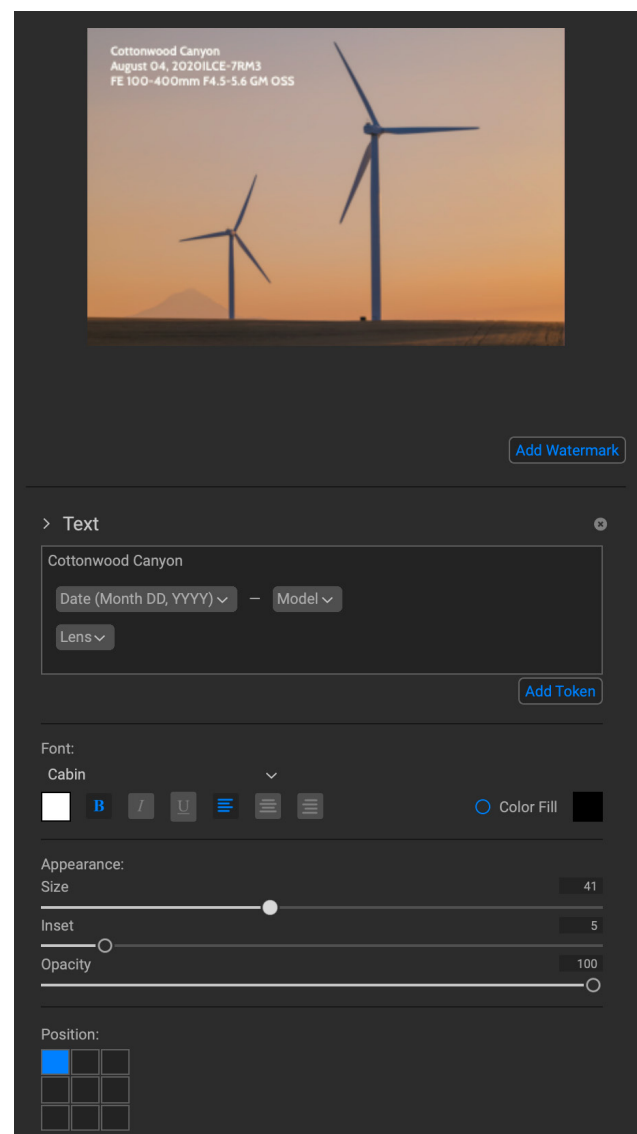 Cottonwood Canyon
August 04, 2020ILCE-7RM3
FE 100-400mm F4.5-5.6 GM OSS
Add Watermark
Text
Cottonwood Canyon
Date (Month DD, YYYY) — Model
Lens
Add Token
Font:
Cabin
B I U Color Fill
Appearance:
Size 41
Inset 5
Opacity 100
Position: